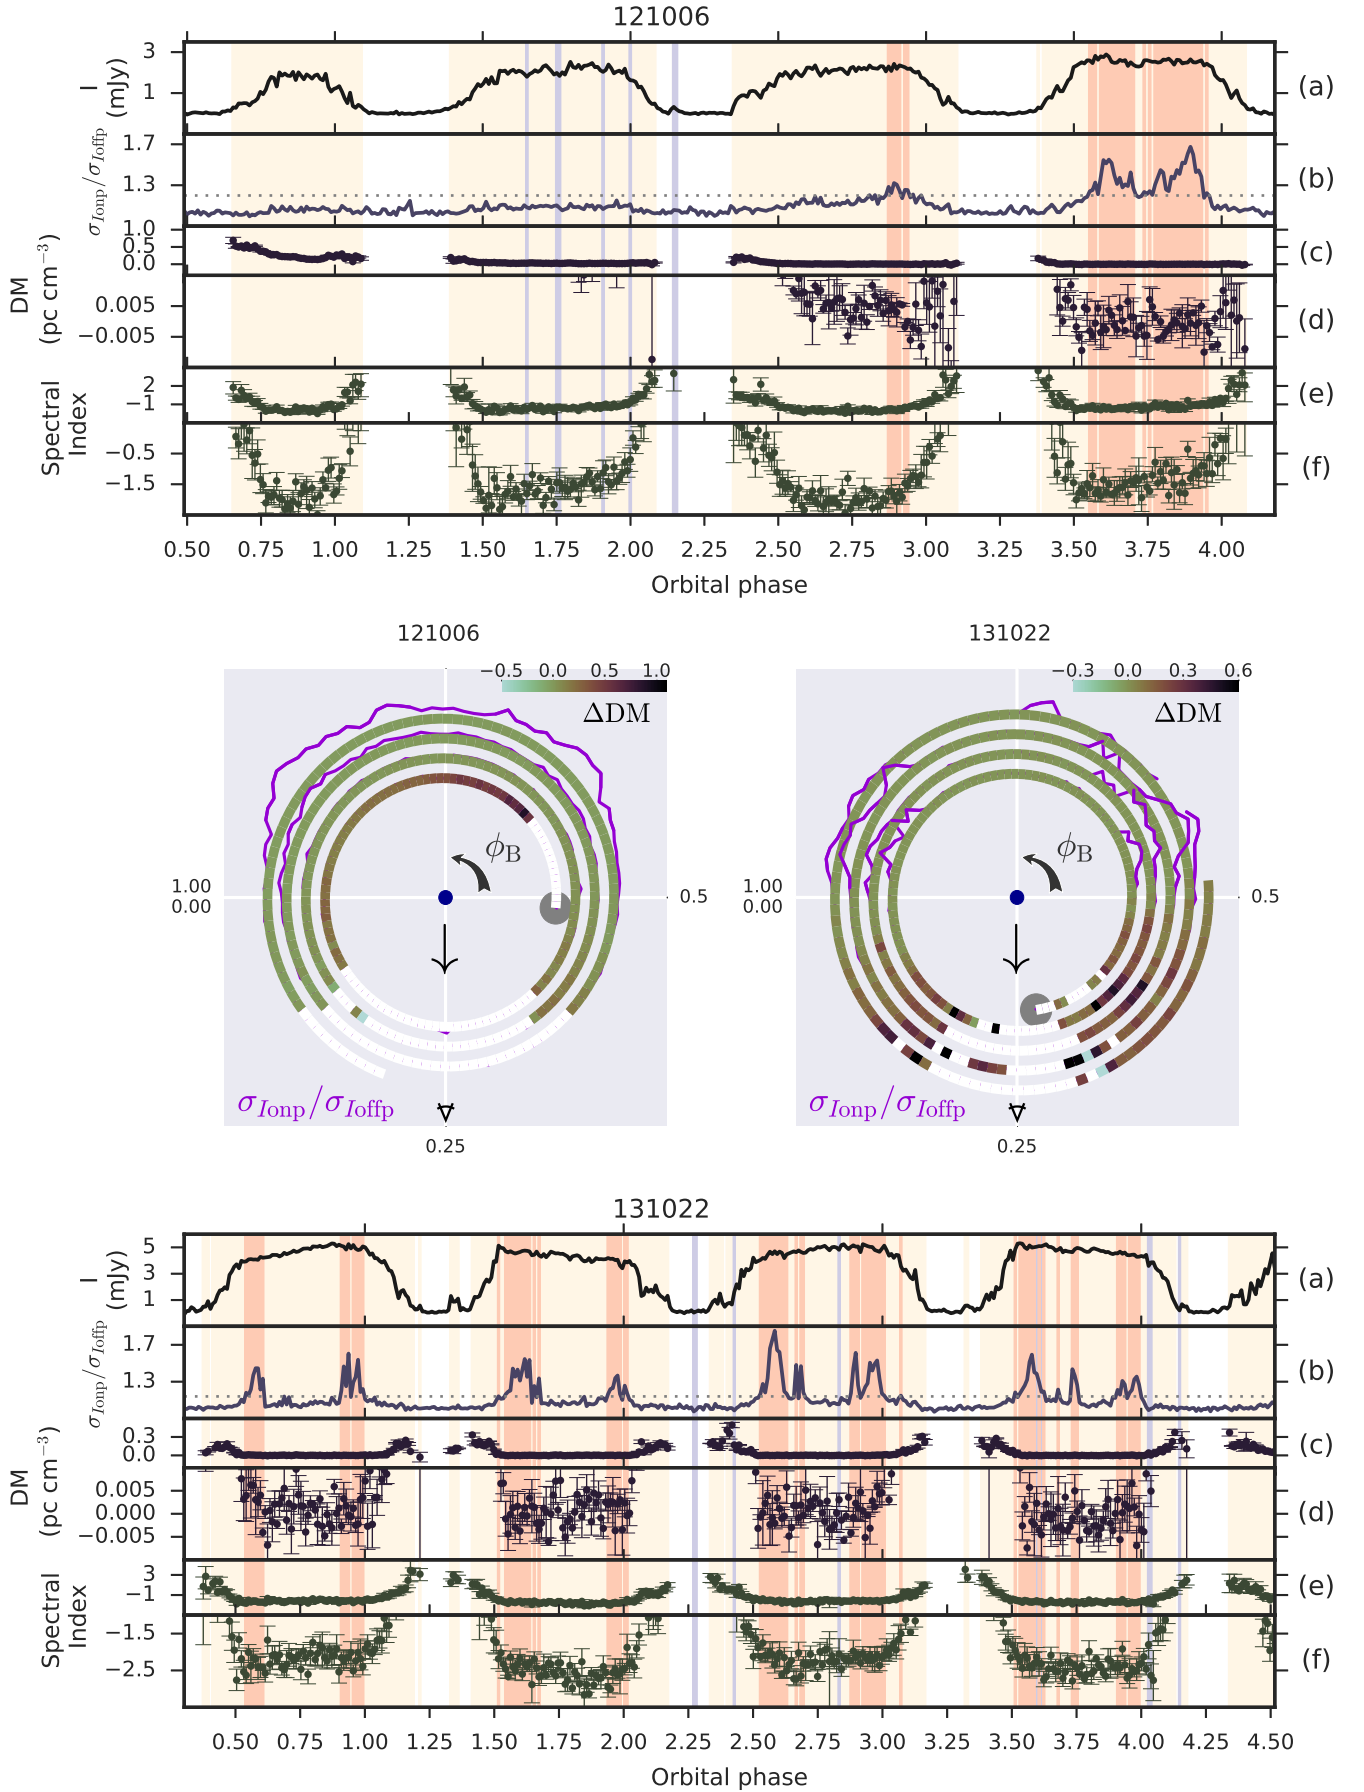 121006
3
1
I
(mJy)
(a)
1.7
1.3
σIonp/σIoffp
(b)
1.0
0.5
0.0
(c)
DM
(pc cm−3)
0.005
−0.005
(d)
2
−1
(e)
Spectral
Index
−0.5
−1.5
(f)
0.50 0.75 1.00 1.25 1.50 1.75 2.00 2.25 2.50 2.75 3.00 3.25 3.50 3.75 4.00
Orbital phase
121006
131022
−0.5 0.0 0.5 1.0
−0.3 0.0 0.3 0.6
ΔDM
ΔDM
ϕB
ϕB
1.00
0.00
0.5
1.00
0.00
0.5
σIonp/σIoffp
σIonp/σIoffp
0.25
0.25
131022
5
3
1
I
(mJy)
(a)
1.7
1.3
σIonp/σIoffp
(b)
0.3
0.0
(c)
DM
(pc cm−3)
0.005
0.000
−0.005
(d)
3
−1
(e)
Spectral
Index
−1.5
−2.5
(f)
0.50 0.75 1.00 1.25 1.50 1.75 2.00 2.25 2.50 2.75 3.00 3.25 3.50 3.75 4.00 4.25 4.50
Orbital phase